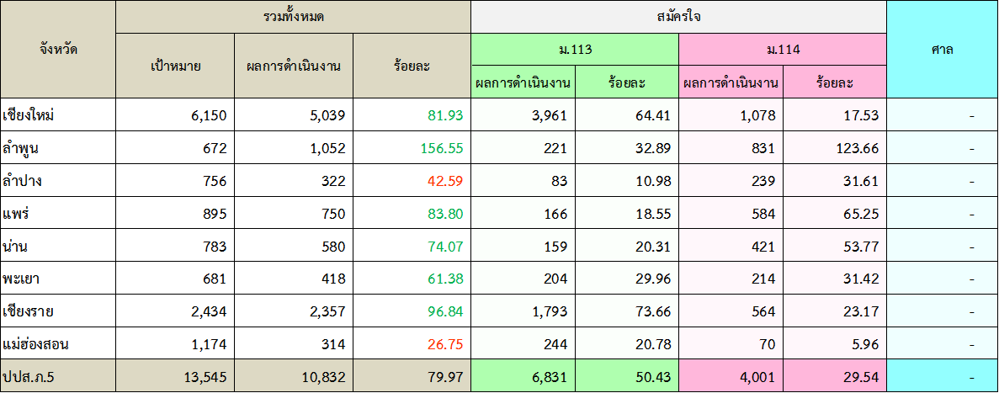 จังหวัด รวมทั้งหมด สมัครใจ ศาล
ม.113 ม.114
เป้าหมาย ผลการดำเนินงาน ร้อยละ ผลการดำเนินงาน ร้อยละ ผลการดำเนินงาน ร้อยละ
เชียงใหม่ 6,150 5,039 81.93 3,961 64.41 1,078 17.53 -
ลำพูน 672 1,052 156.55 221 32.89 831 123.66 -
ลำปาง 756 322 42.59 83 10.98 239 31.61 -
แพร่ 895 750 83.80 166 18.55 584 65.25 -
น่าน 783 580 74.07 159 20.31 421 53.77 -
พะเยา 681 418 61.38 204 29.96 214 31.42 -
เชียงราย 2,434 2,357 96.84 1,793 73.66 564 23.17 -
แม่ฮ่องสอน 1,174 314 26.75 244 20.78 70 5.96 -
ปปส.ภ.5 13,545 10,832 79.97 6,831 50.43 4,001 29.54 -